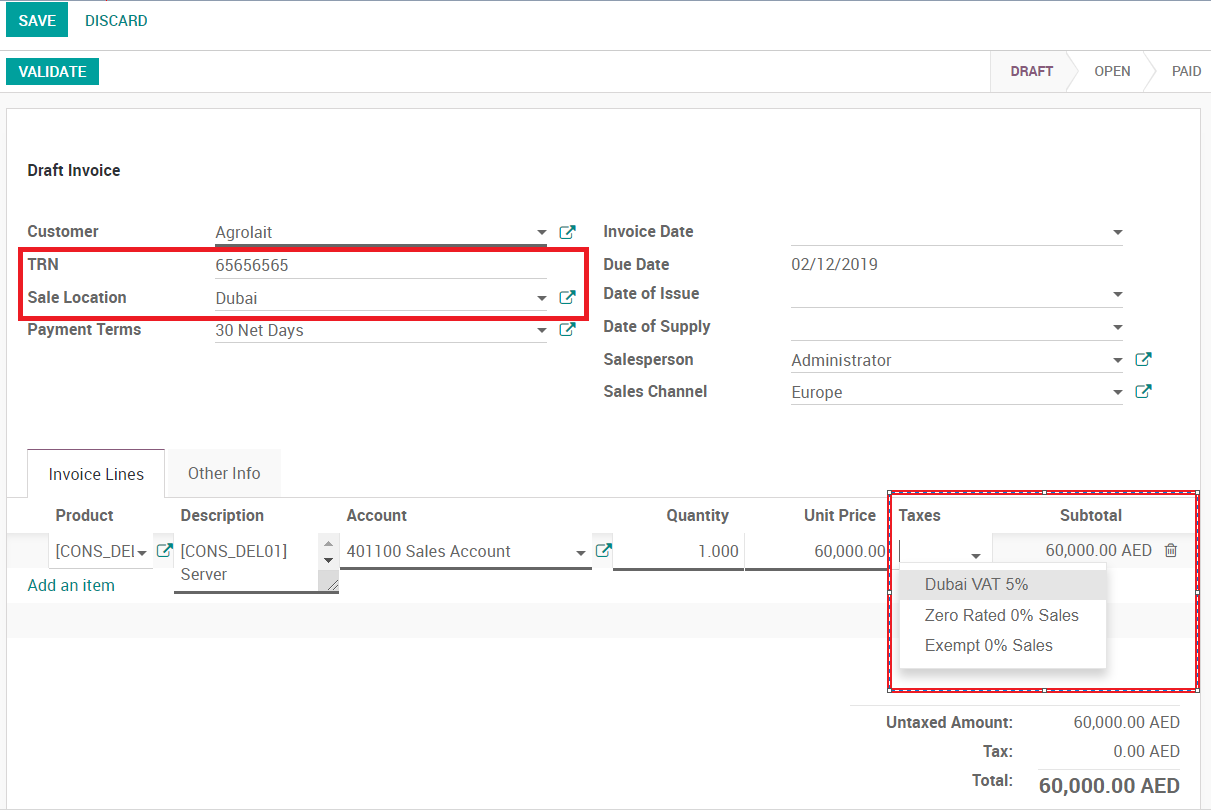 SAVE DISCARD
VALIDATE DRAFT OPEN PAID
Draft Invoice
Customer Agrolait Invoice Date
TRN 65656565 Due Date 02/12/2019
Sale Location Dubai Date of Issue
Payment Terms 30 Net Days Date of Supply
Salesperson Administrator
Sales Channel Europe
Invoice Lines Other Info
Product Description Account Quantity Unit Price Taxes Subtotal
[CONS_DEI [CONS_DEL01] 401100 Sales Account 1.000 60,000.00 60,000.00 AED
Server
Add an item
Dubai VAT 5%
Zero Rated 0% Sales
Exempt 0% Sales
Untaxed Amount: 60,000.00 AED
Tax: 0.00 AED
Total: 60,000.00 AED